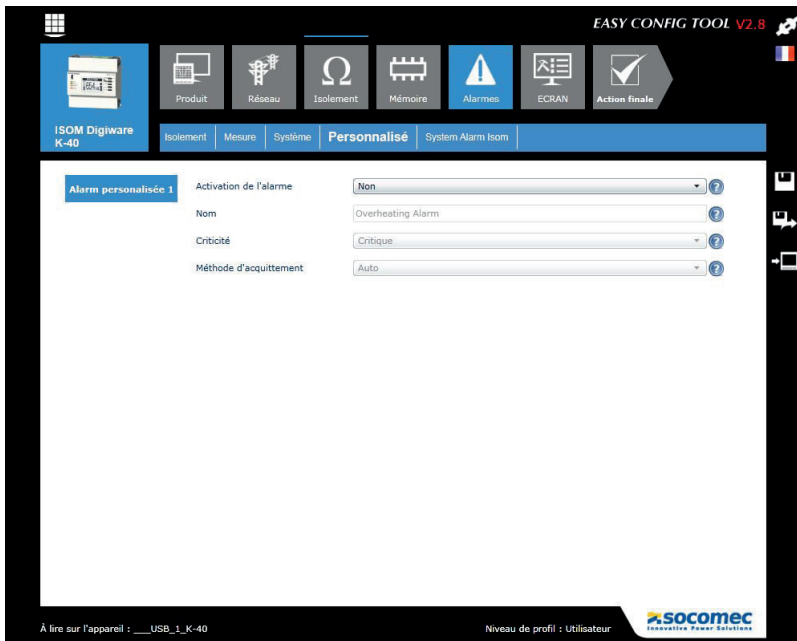 EASY CONFIG TOOL V2.8
Produit
Réseau
Isolement
Mémoire
Alarmes
ECRAN
Action finale
ISOM Digiware
K-40
Isolement
Mesure
Système
Personnalisé
System Alarm Isom
Alarm personalisée 1
Activation de l'alarme
Non
Nom
Overheating Alarm
Criticité
Critique
Méthode d'acquittement
Auto
À lire sur l'appareil : ___USB_1_K-40
Niveau de profil : Utilisateur
socomec
Innovative Power Solutions